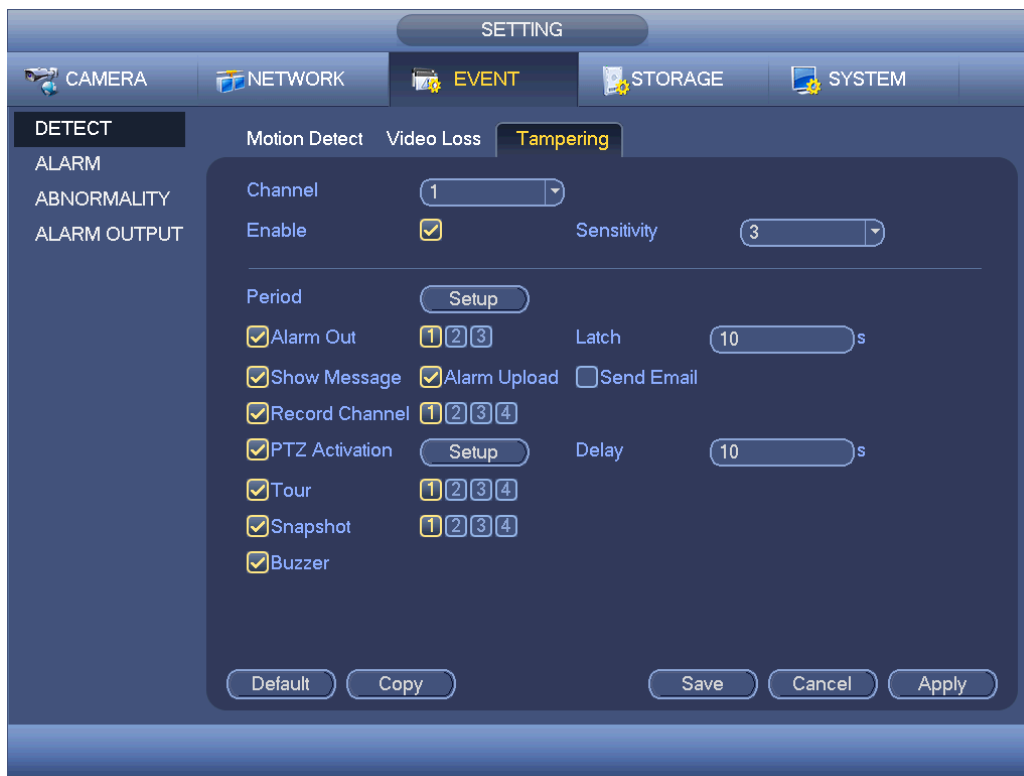 SETTING
CAMERA NETWORK EVENT STORAGE SYSTEM
DETECT
ALARM
ABNORMALITY
ALARM OUTPUT
Motion Detect Video Loss Tampering
Channel 1
Enable Sensitivity 3
Period Setup
Alarm Out 1 2 3 Latch 10 s
Show Message Alarm Upload Send Email
Record Channel 1 2 3 4
PTZ Activation Setup Delay 10 s
Tour 1 2 3 4
Snapshot 1 2 3 4
Buzzer
Default Copy Save Cancel Apply